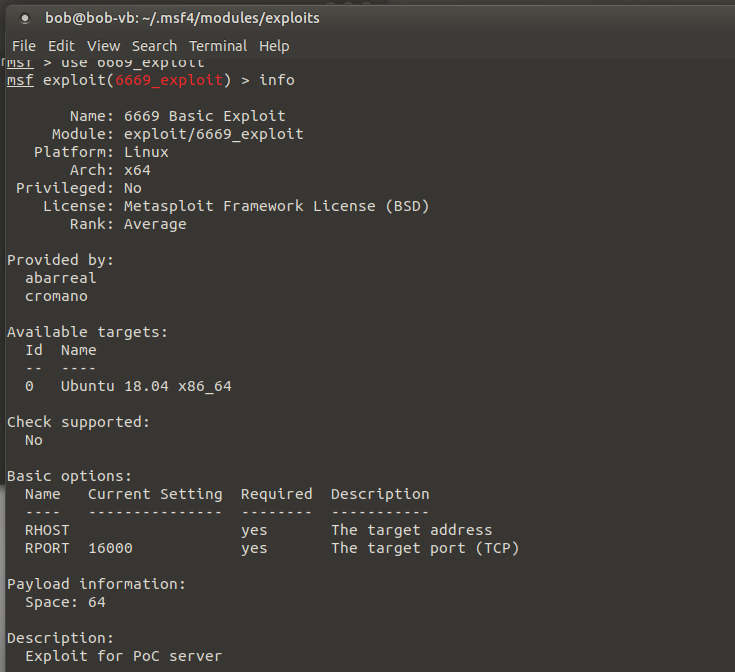 bob@bob-vb: ~/.msf4/modules/exploits
File Edit View Search Terminal Help
msf > use 6669_exploit
msf exploit(6669_exploit) > info
Name: 6669 Basic Exploit
Module: exploit/6669_exploit
Platform: Linux
Arch: x64
Privileged: No
License: Metasploit Framework License (BSD)
Rank: Average
Provided by:
abarreal
cromano
Available targets:
Id Name
-- ----
0 Ubuntu 18.04 x86_64
Check supported:
No
Basic options:
Name Current Setting Required Description
---- --------------- -------- -----------
RHOST yes The target address
RPORT 16000 yes The target port (TCP)
Payload information:
Space: 64
Description:
Exploit for PoC server